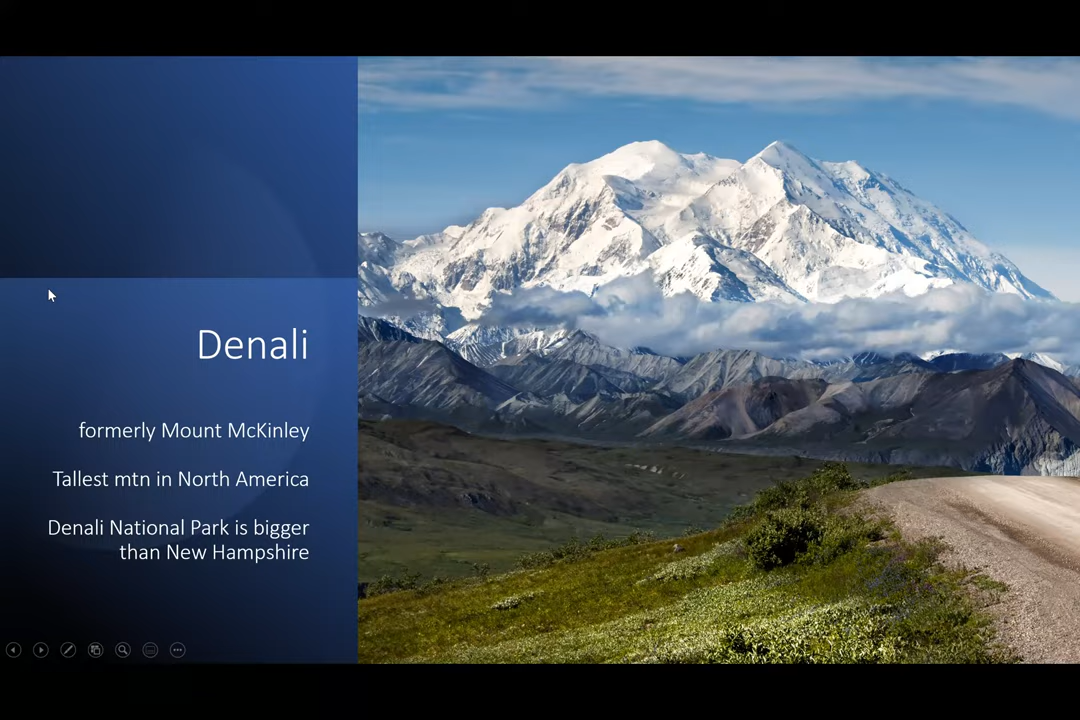 Denali
formerly Mount McKinley
Tallest mtn in North America
Denali National Park is bigger
than New Hampshire